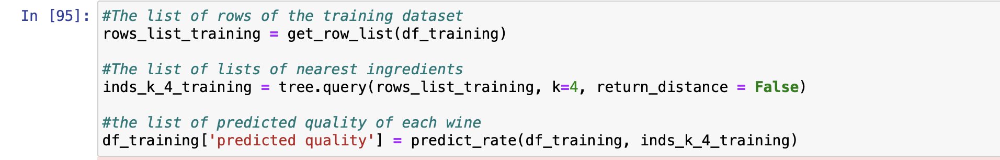 In [95]:
#The list of rows of the training dataset
rows_list_training = get_row_list(df_training)
#The list of lists of nearest ingredients
inds_k_4_training = tree.query(rows_list_training, k=4, return_distance = False)
#the list of predicted quality of each wine
df_training['predicted quality'] = predict_rate(df_training, inds_k_4_training)